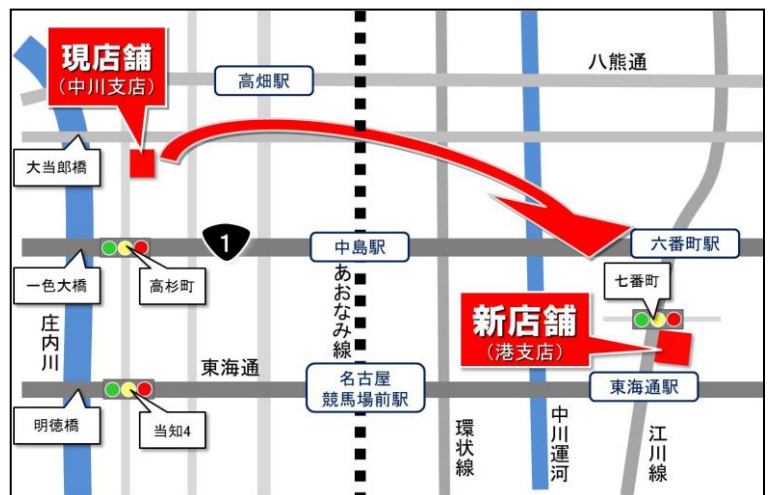 現店舗
(中川支店)
高畑駅
八熊通
大当郎橋
1
中島駅
六番町駅
一色大橋
高杉町
七番町
あおなみ線
新店舗
(港支店)
庄内川
東海通
名古屋
競馬場前駅
東海通駅
明徳橋
当知4
環状線
中川運河
江川線